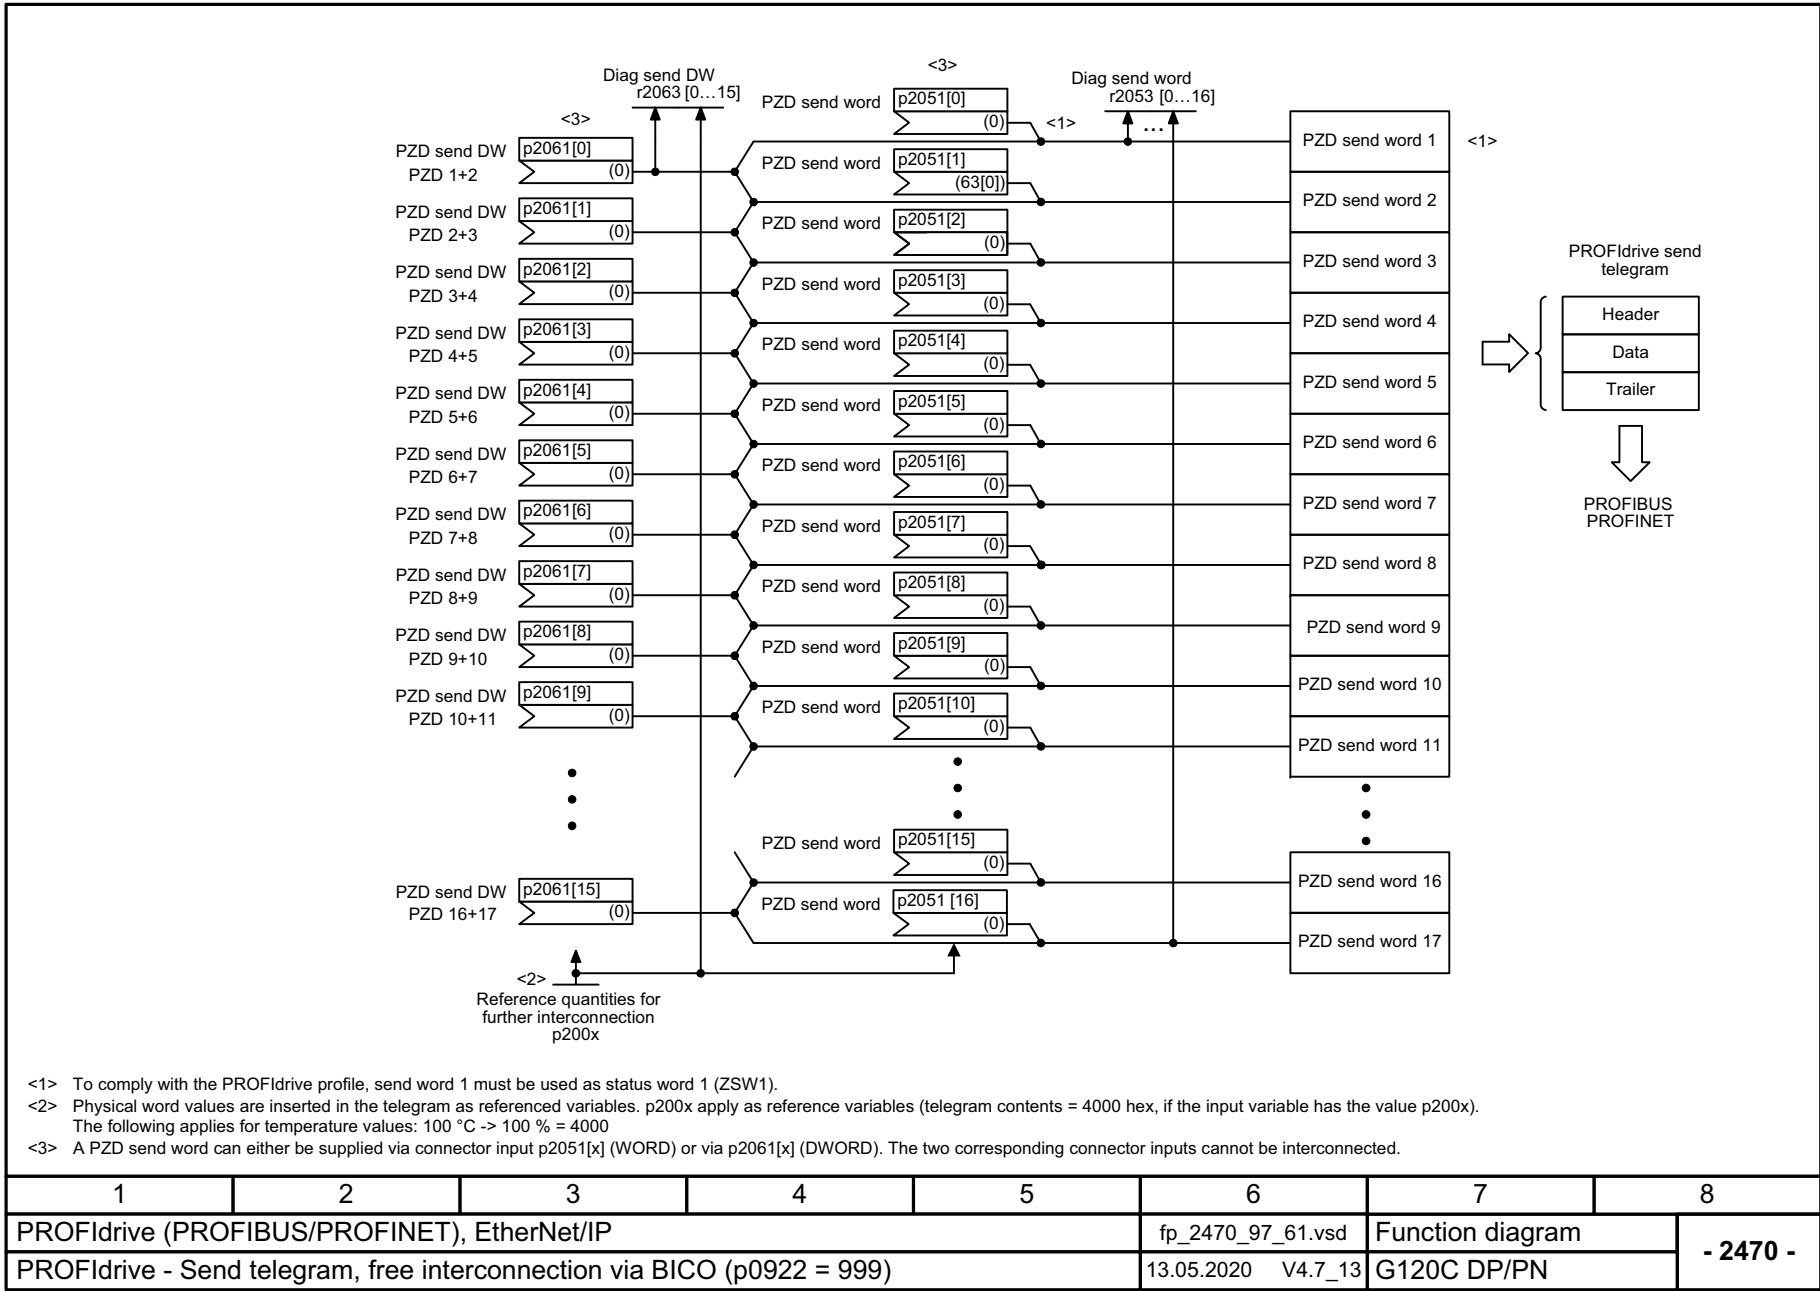 Diag send DW
r2063 [0…15]
<3>
Diag send word
r2053 [0…16]
<3>
<1>
...
PZD send DW
PZD 1+2
p2061[0]
(0)
PZD send DW
PZD 2+3
p2061[1]
(0)
PZD send DW
PZD 3+4
p2061[2]
(0)
PZD send DW
PZD 4+5
p2061[3]
(0)
PZD send DW
PZD 5+6
p2061[4]
(0)
PZD send DW
PZD 6+7
p2061[5]
(0)
PZD send DW
PZD 7+8
p2061[6]
(0)
PZD send DW
PZD 8+9
p2061[7]
(0)
PZD send DW
PZD 9+10
p2061[8]
(0)
PZD send DW
PZD 10+11
p2061[9]
(0)
PZD send DW
PZD 16+17
p2061[15]
(0)
<2>
Reference quantities for
further interconnection
p200x
PZD send word
p2051[0]
(0)
PZD send word
p2051[1]
(63[0])
PZD send word
p2051[2]
(0)
PZD send word
p2051[3]
(0)
PZD send word
p2051[4]
(0)
PZD send word
p2051[5]
(0)
PZD send word
p2051[6]
(0)
PZD send word
p2051[7]
(0)
PZD send word
p2051[8]
(0)
PZD send word
p2051[9]
(0)
PZD send word
p2051[10]
(0)
PZD send word
p2051[15]
(0)
PZD send word
p2051 [16]
(0)
PZD send word 1
<1>
PZD send word 2
PZD send word 3
PZD send word 4
PZD send word 5
PZD send word 6
PZD send word 7
PZD send word 8
PZD send word 9
PZD send word 10
PZD send word 11
PZD send word 16
PZD send word 17
PROFIdrive send
telegram
Header
Data
Trailer
PROFIBUS
PROFINET
<1> To comply with the PROFIdrive profile, send word 1 must be used as status word 1 (ZSW1).
<2> Physical word values are inserted in the telegram as referenced variables. p200x apply as reference variables (telegram contents = 4000 hex, if the input variable has the value p200x).
The following applies for temperature values: 100 °C -> 100 % = 4000
<3> A PZD send word can either be supplied via connector input p2051[x] (WORD) or via p2061[x] (DWORD). The two corresponding connector inputs cannot be interconnected.
1 2 3 4 5 6 7 8
PROFIdrive (PROFIBUS/PROFINET), EtherNet/IP
fp_2470_97_61.vsd
Function diagram
- 2470 -
PROFIdrive - Send telegram, free interconnection via BICO (p0922 = 999)
13.05.2020 V4.7_13
G120C DP/PN